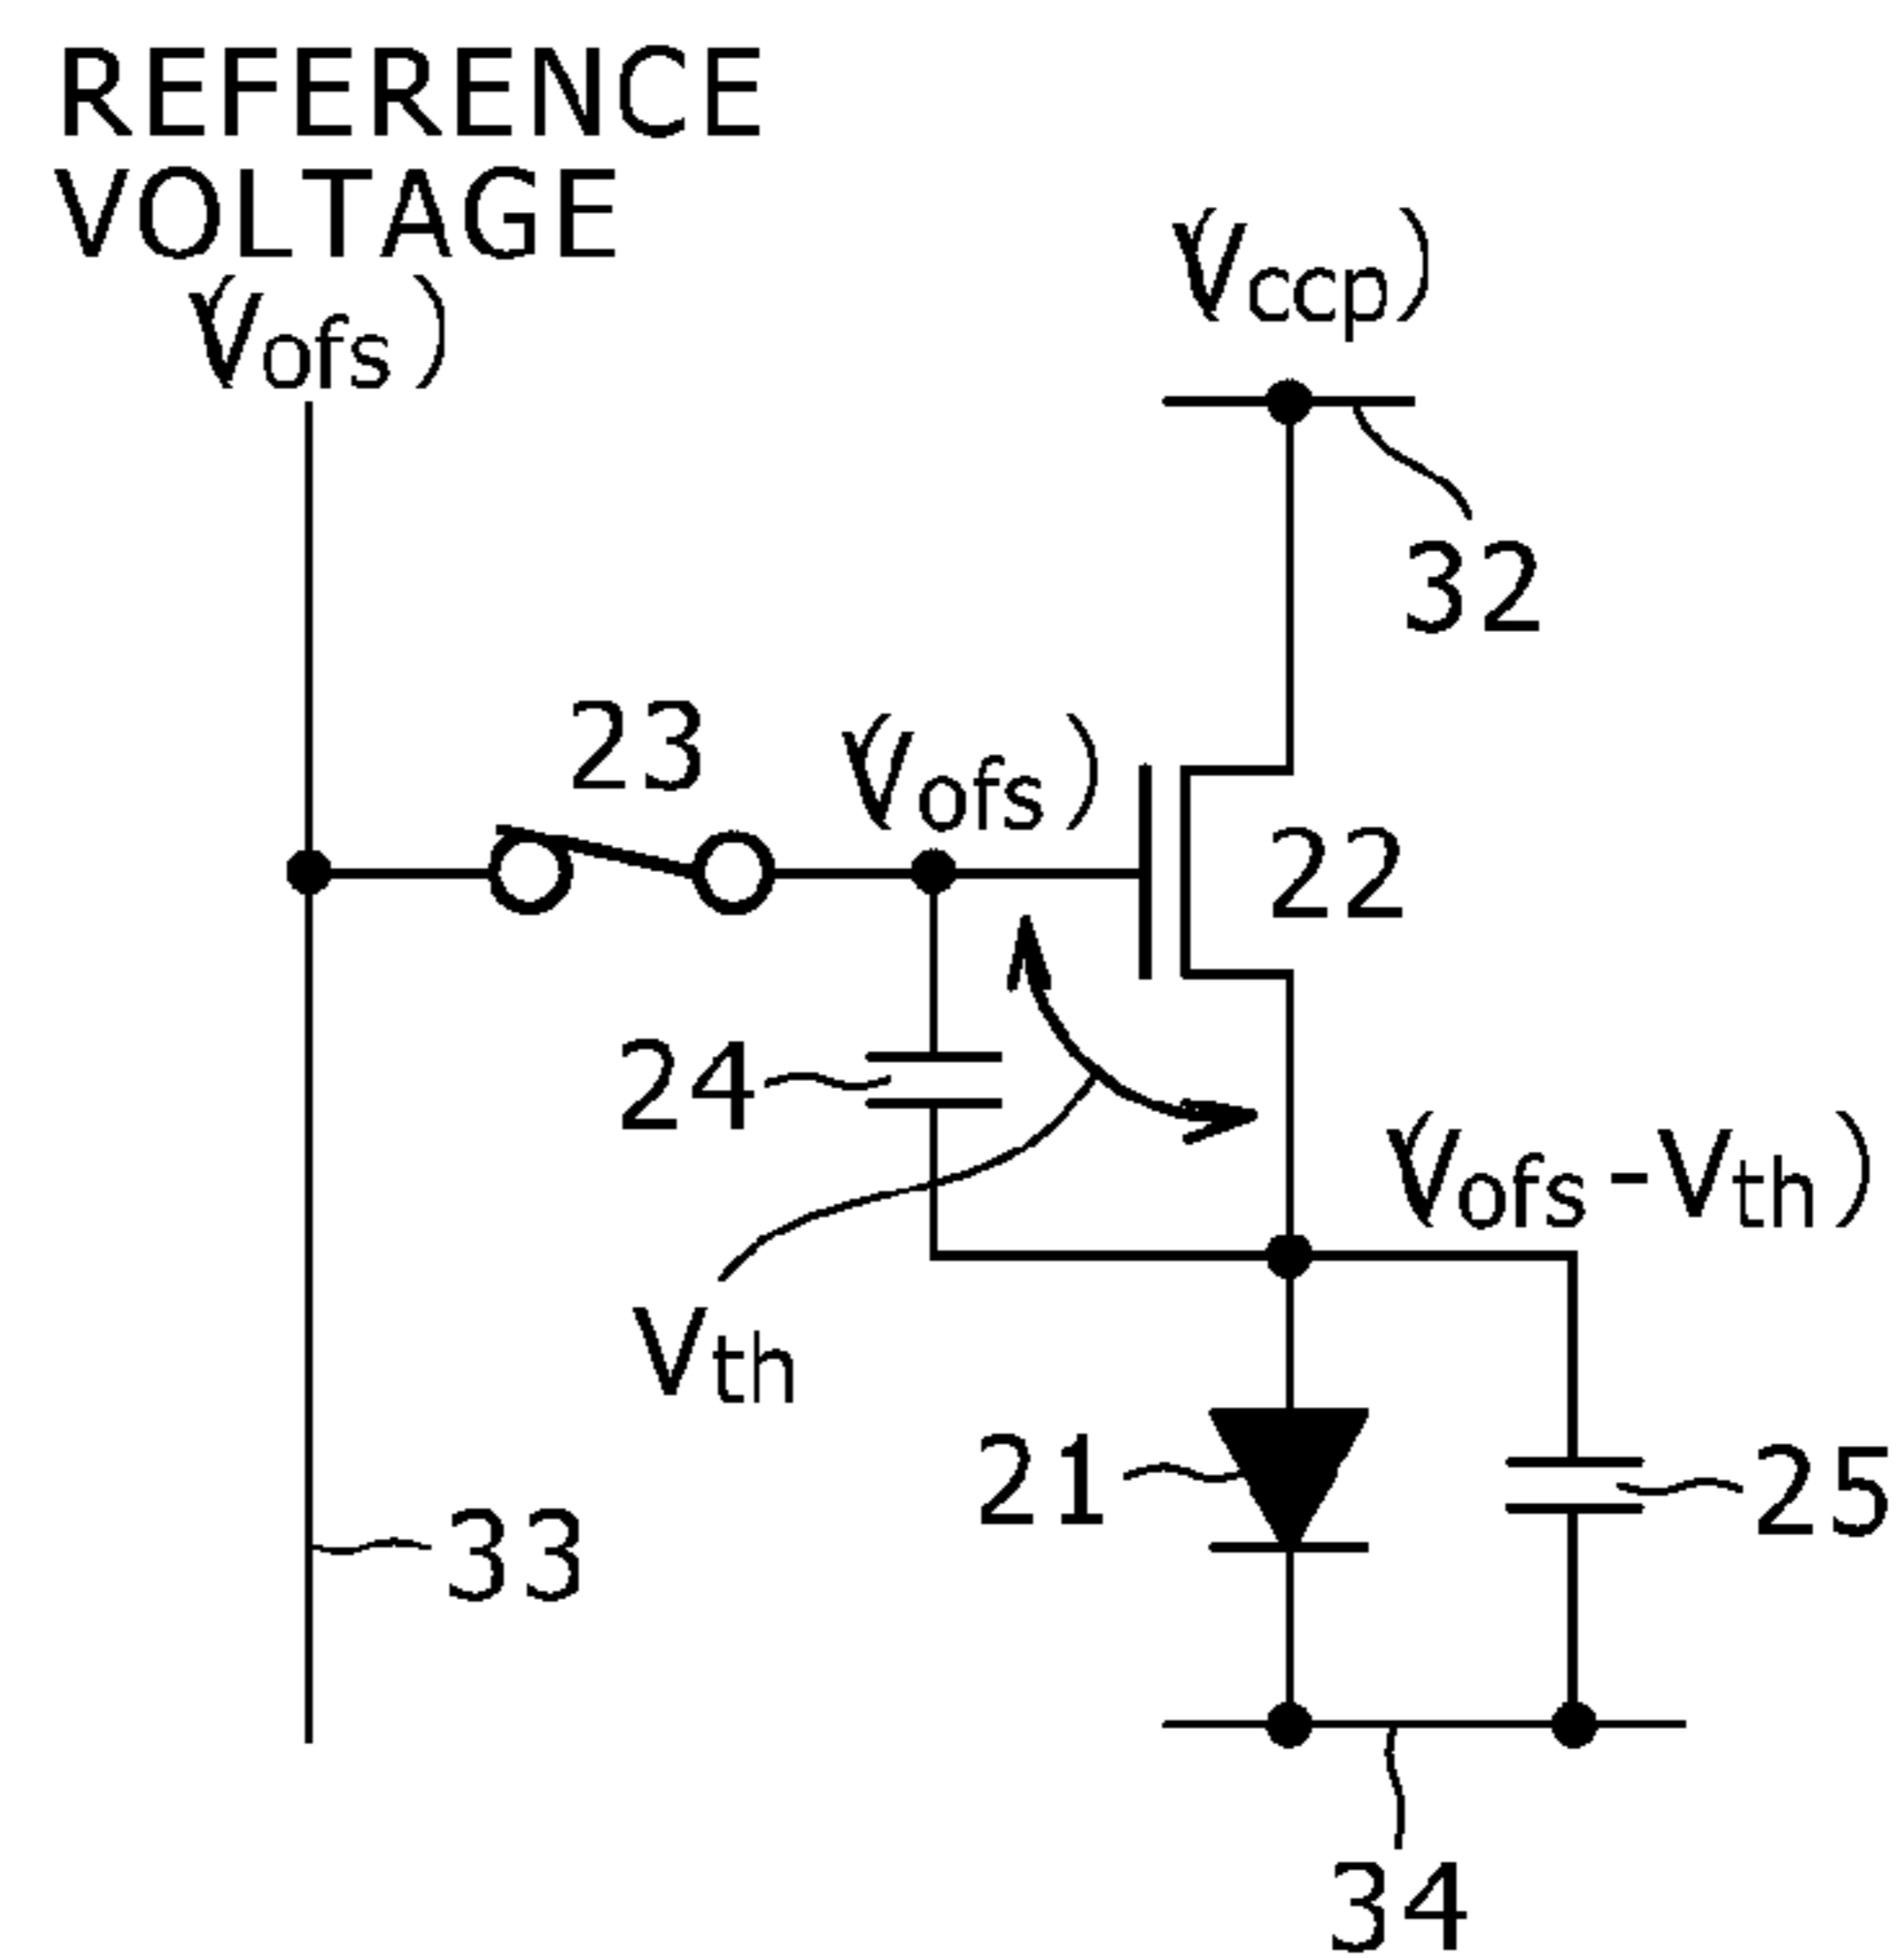 REFERENCE
VOLTAGE
(Vofs)
(Vccp)
32
23
(Vofs)
22
24
(Vofs-Vth)
Vth
21
25
33
34